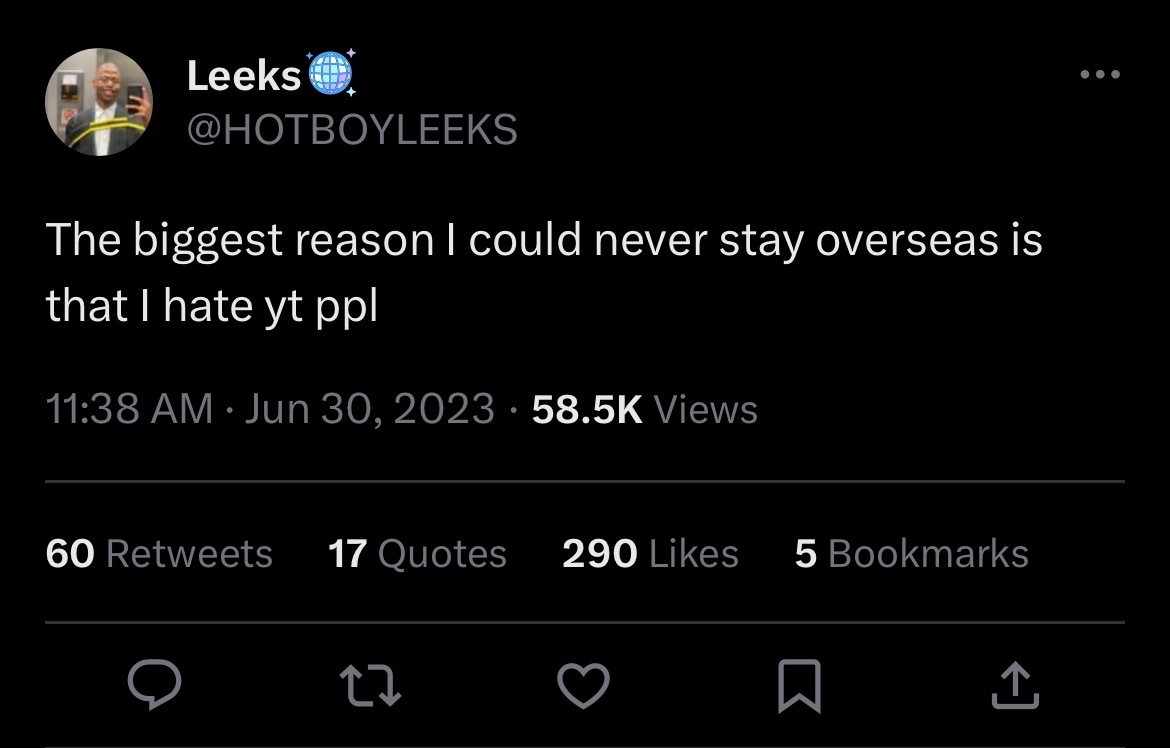 Leeks
@HOTBOYLEEKS
The biggest reason I could never stay overseas is
that I hate yt ppl
11:38 AM · Jun 30, 2023 · 58.5K Views
60 Retweets 17 Quotes 290 Likes 5 Bookmarks